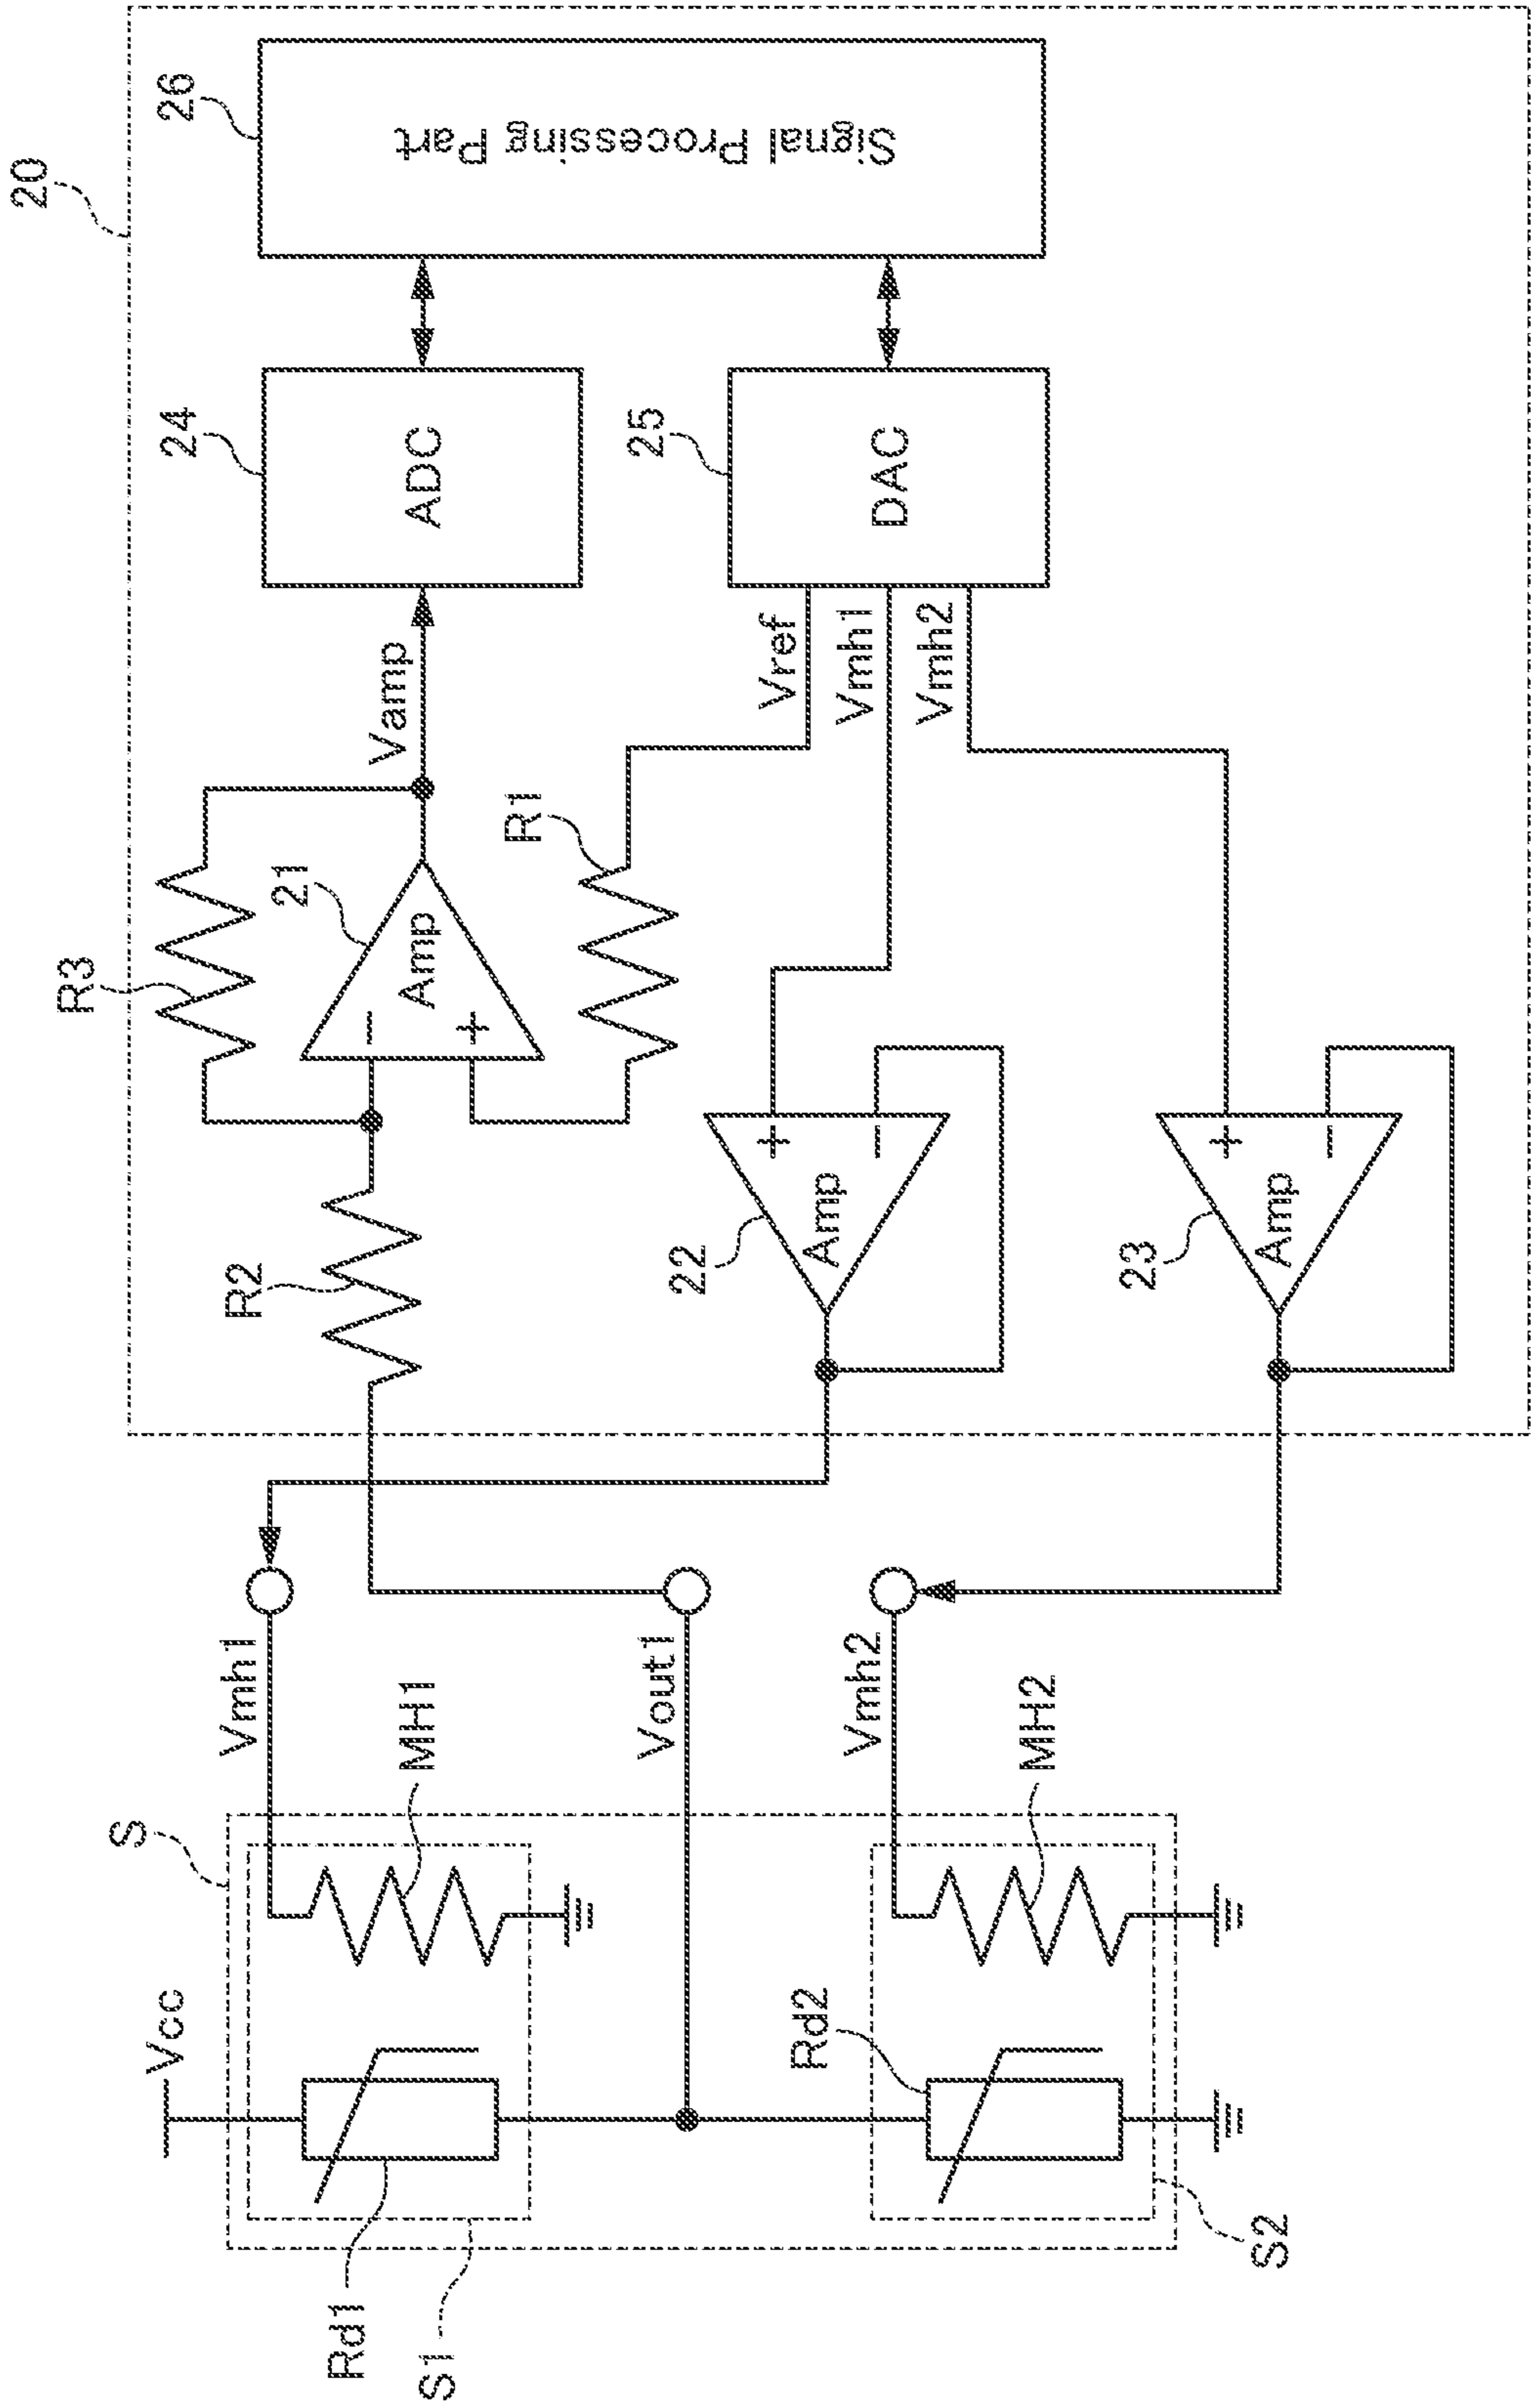 20
26
Signal Processing Part
24
ADC
25
DAC
Vamp
Vref
Vmh1
Vmh2
R3
21
Amp
−
+
R1
R2
22
Amp
+
−
23
Amp
+
−
Vmh1
Vout1
Vmh2
S
MH1
MH2
Vcc
Rd2
Rd1
S1
S2